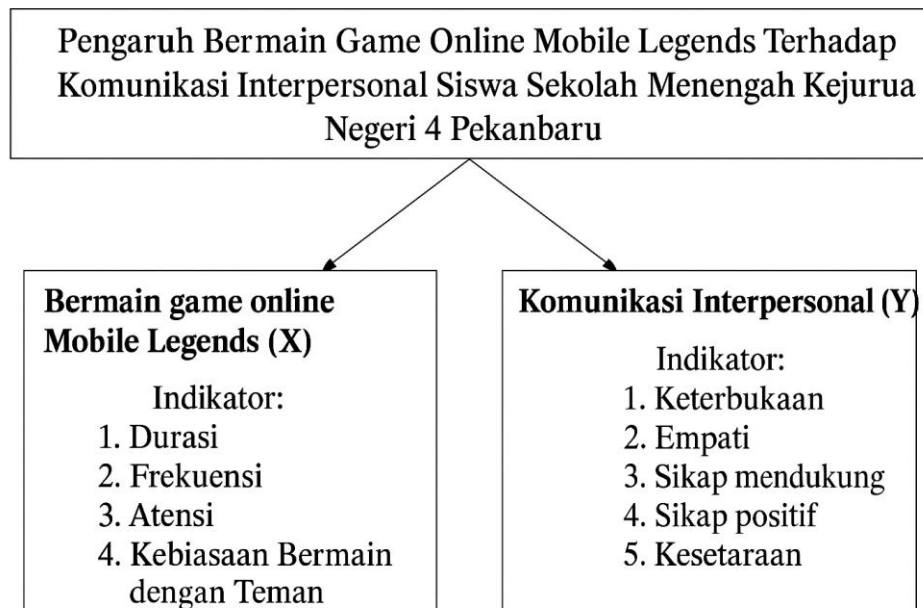 Pengaruh Bermain Game Online Mobile Legends Terhadap
Komunikasi Interpersonal Siswa Sekolah Menengah Kejurua
Negeri 4 Pekanbaru
Bermain game online
Mobile Legends (X)
Indikator:
1. Durasi
2. Frekuensi
3. Atensi
4. Kebiasaan Bermain
dengan Teman
Komunikasi Interpersonal (Y)
Indikator:
1. Keterbukaan
2. Empati
3. Sikap mendukung
4. Sikap positif
5. Kesetaraan